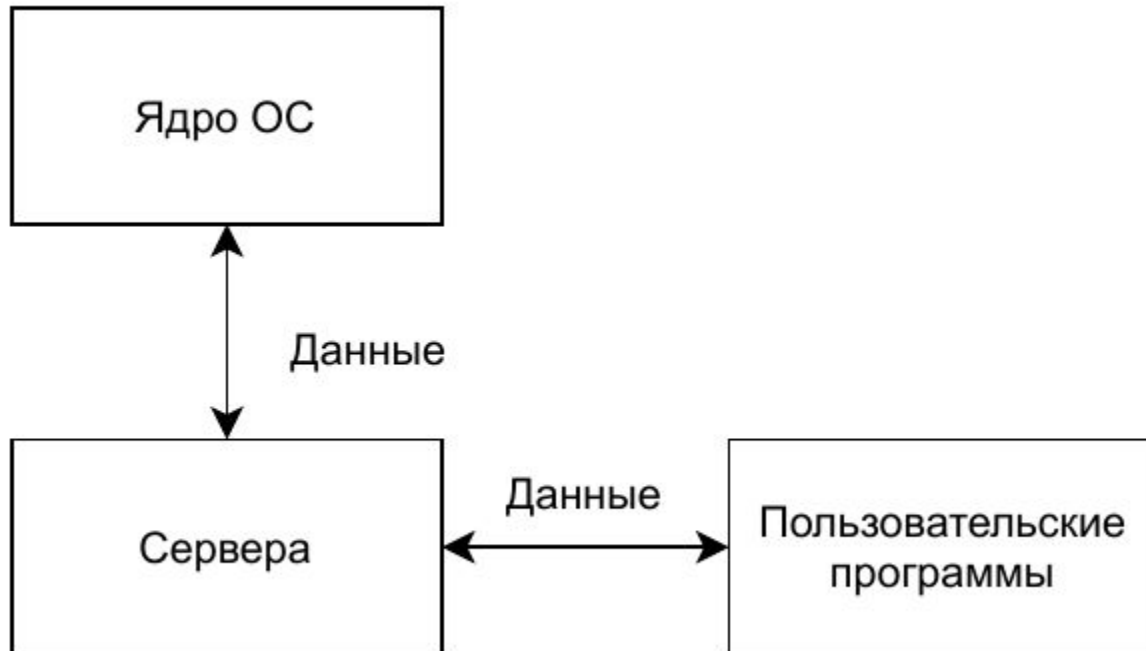 Ядро ОС
Данные
Данные
Сервера
Пользовательские
программы